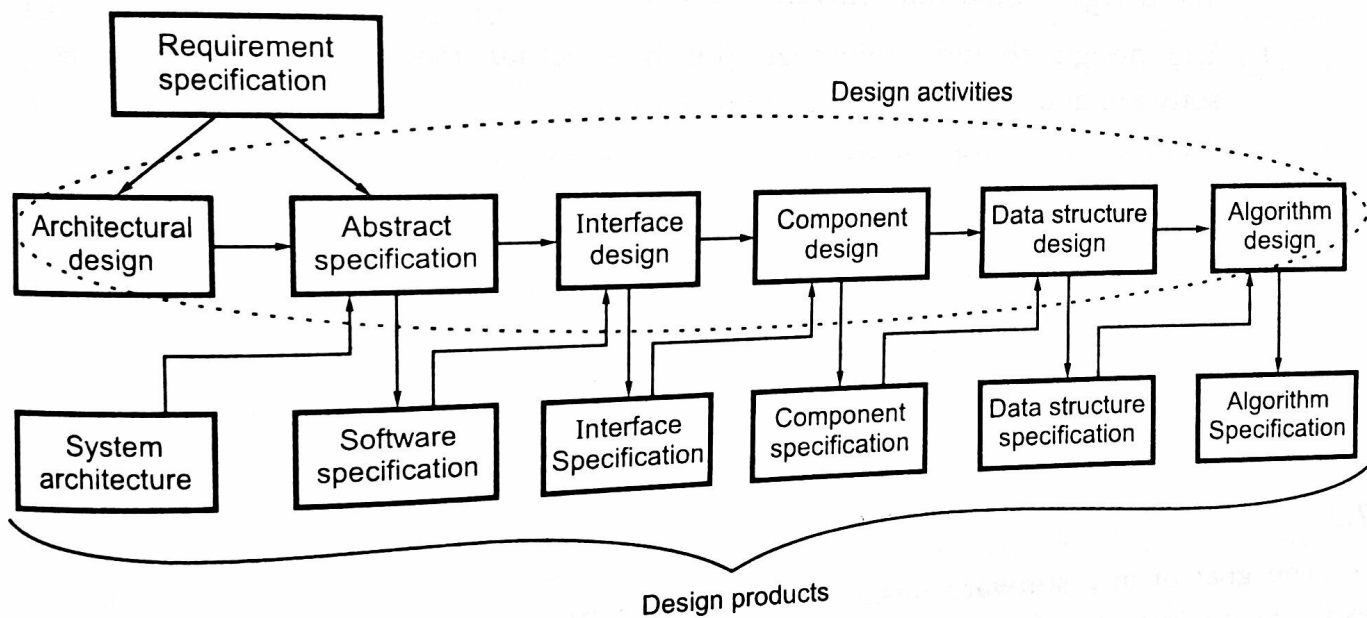 Requirement
specification
Design activities
Architectural
design
Abstract
specification
Interface
design
Component
design
Data structure
design
Algorithm
design
System
architecture
Software
specification
Interface
Specification
Component
specification
Data structure
specification
Algorithm
Specification
Design products